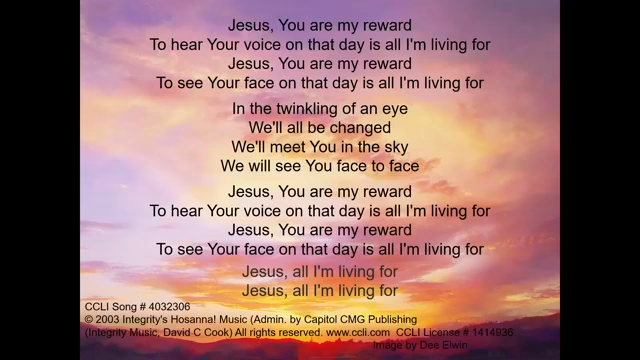 Jesus, You are my reward
To hear Your voice on that day is all I'm living for
Jesus, You are my reward
To see Your face on that day is all I'm living for
In the twinkling of an eye
We'll all be changed
We'll meet You in the sky
We will see You face to face
Jesus, You are my reward
To hear Your voice on that day is all I'm living for
Jesus, You are my reward
To see Your face on that day is all I'm living for
Jesus, all I'm living for
Jesus, all I'm living for
CCLI Song # 4032306
© 2003 Integrity's Hosanna! Music (Admin. by Capitol CMG Publishing
(Integrity Music, David C Cook) All rights reserved. www.ccli.com  CCLI License # 1414936
Image by Dee Elwin